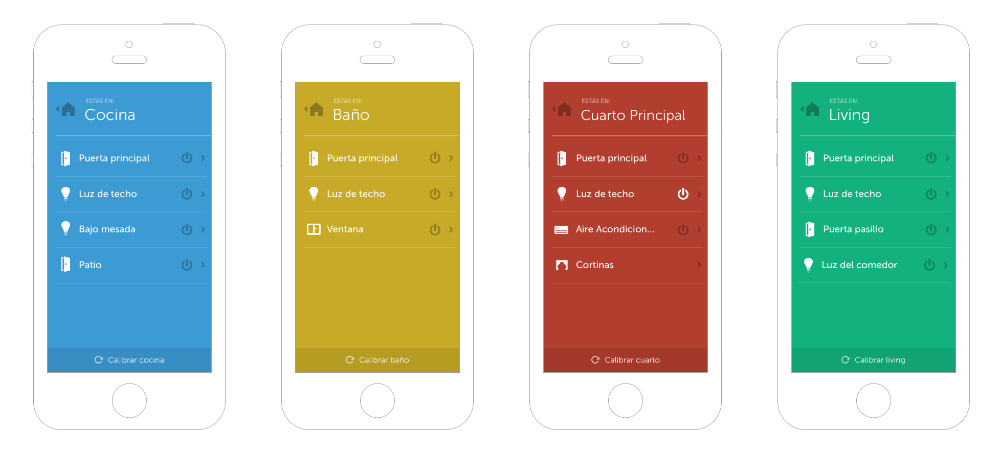 ESTÁS EN:
Cocina
Puerta principal
Luz de techo
Bajo mesada
Patio
Calibrar cocina
ESTÁS EN:
Baño
Puerta principal
Luz de techo
Ventana
Calibrar baño
ESTÁS EN:
Cuarto Principal
Puerta principal
Luz de techo
Aire Acondicion...
Cortinas
Calibrar cuarto
ESTÁS EN:
Living
Puerta principal
Luz de techo
Puerta pasillo
Luz del comedor
Calibrar living